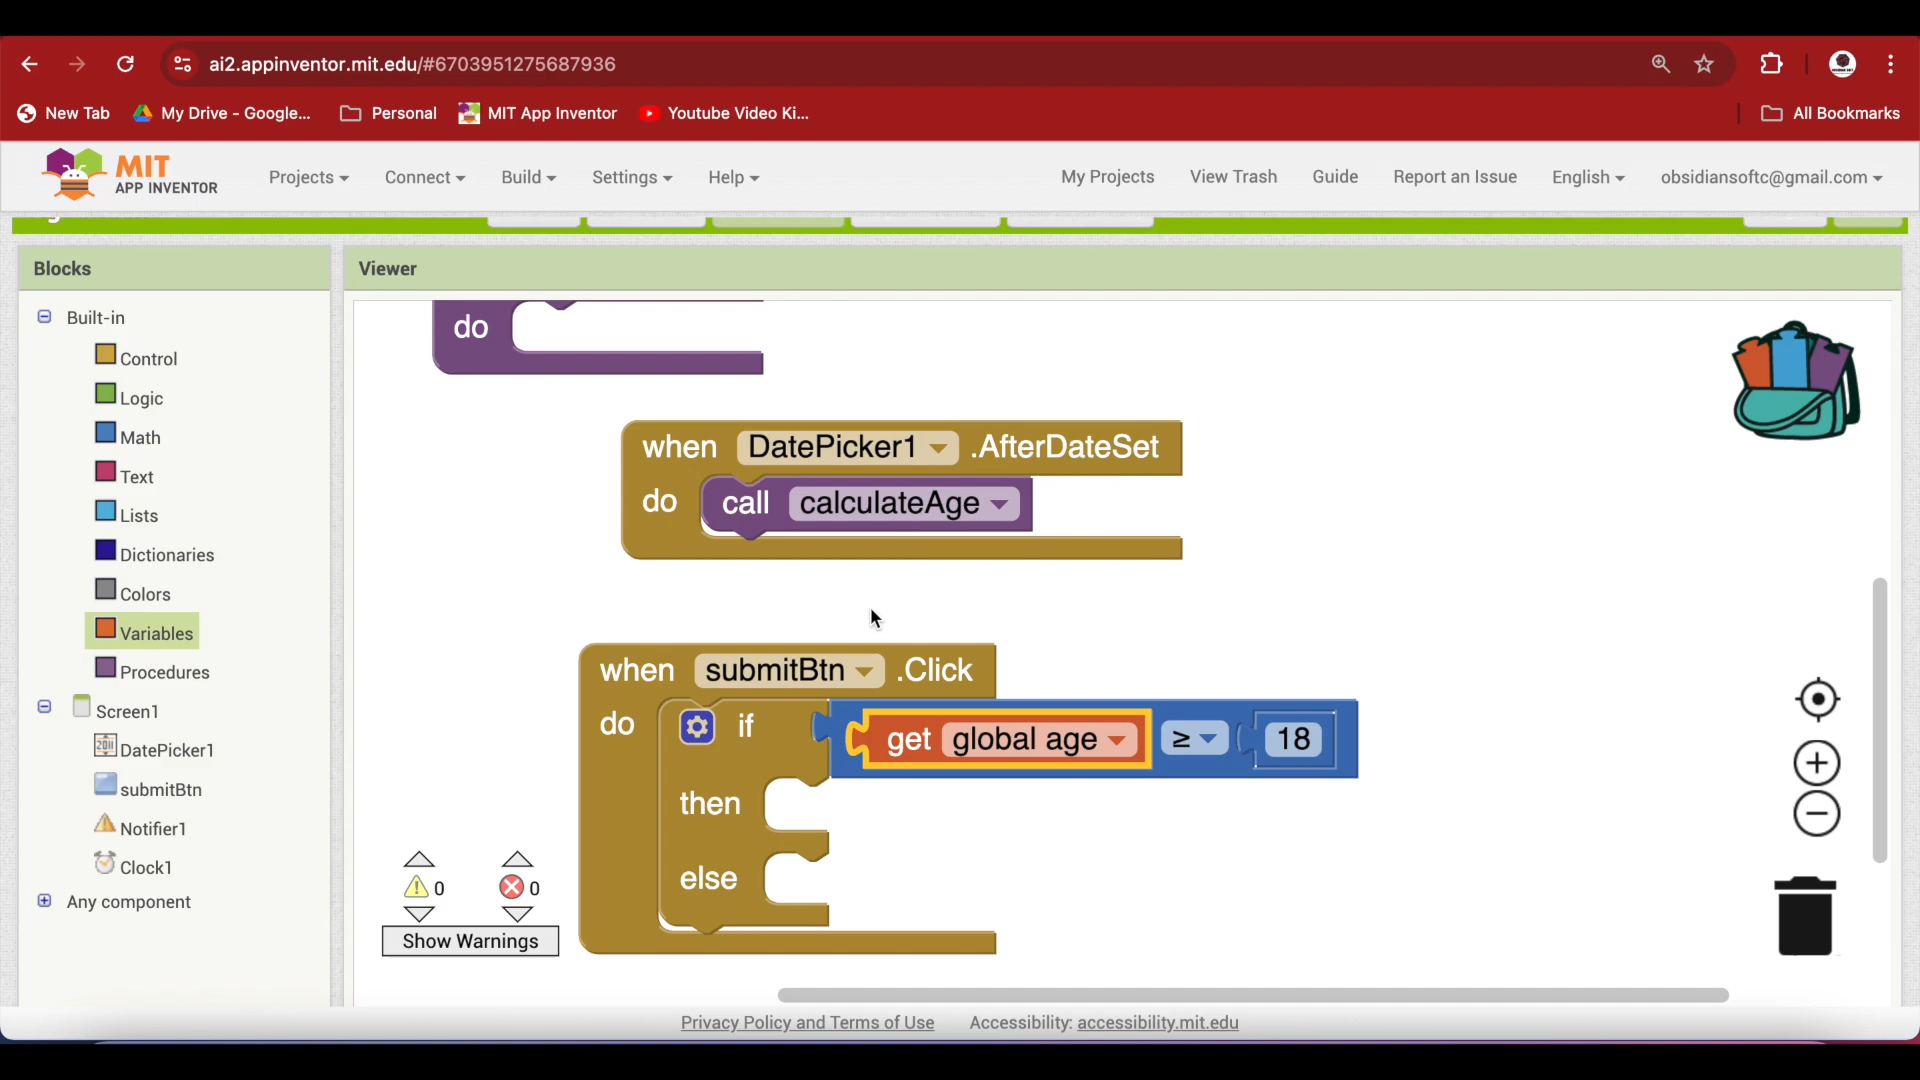 ai2.appinventor.mit.edu/#6703951275687936
New Tab
My Drive - Google...
Personal
MIT App Inventor
Youtube Video Ki...
All Bookmarks
MIT
APP INVENTOR
Projects
Connect
Build
Settings
Help
My Projects
View Trash
Guide
Report an Issue
English
obsidiansoftc@gmail.com
Blocks
Viewer
Built-in
Control
Logic
Math
Text
Lists
Dictionaries
Colors
Variables
Procedures
Screen1
DatePicker1
submitBtn
Notifier1
Clock1
Any component
do
when DatePicker1 .AfterDateSet
do call calculateAge
when submitBtn .Click
do if get global age ≥ 18
then
else
0 0
Show Warnings
Privacy Policy and Terms of Use
Accessibility: accessibility.mit.edu